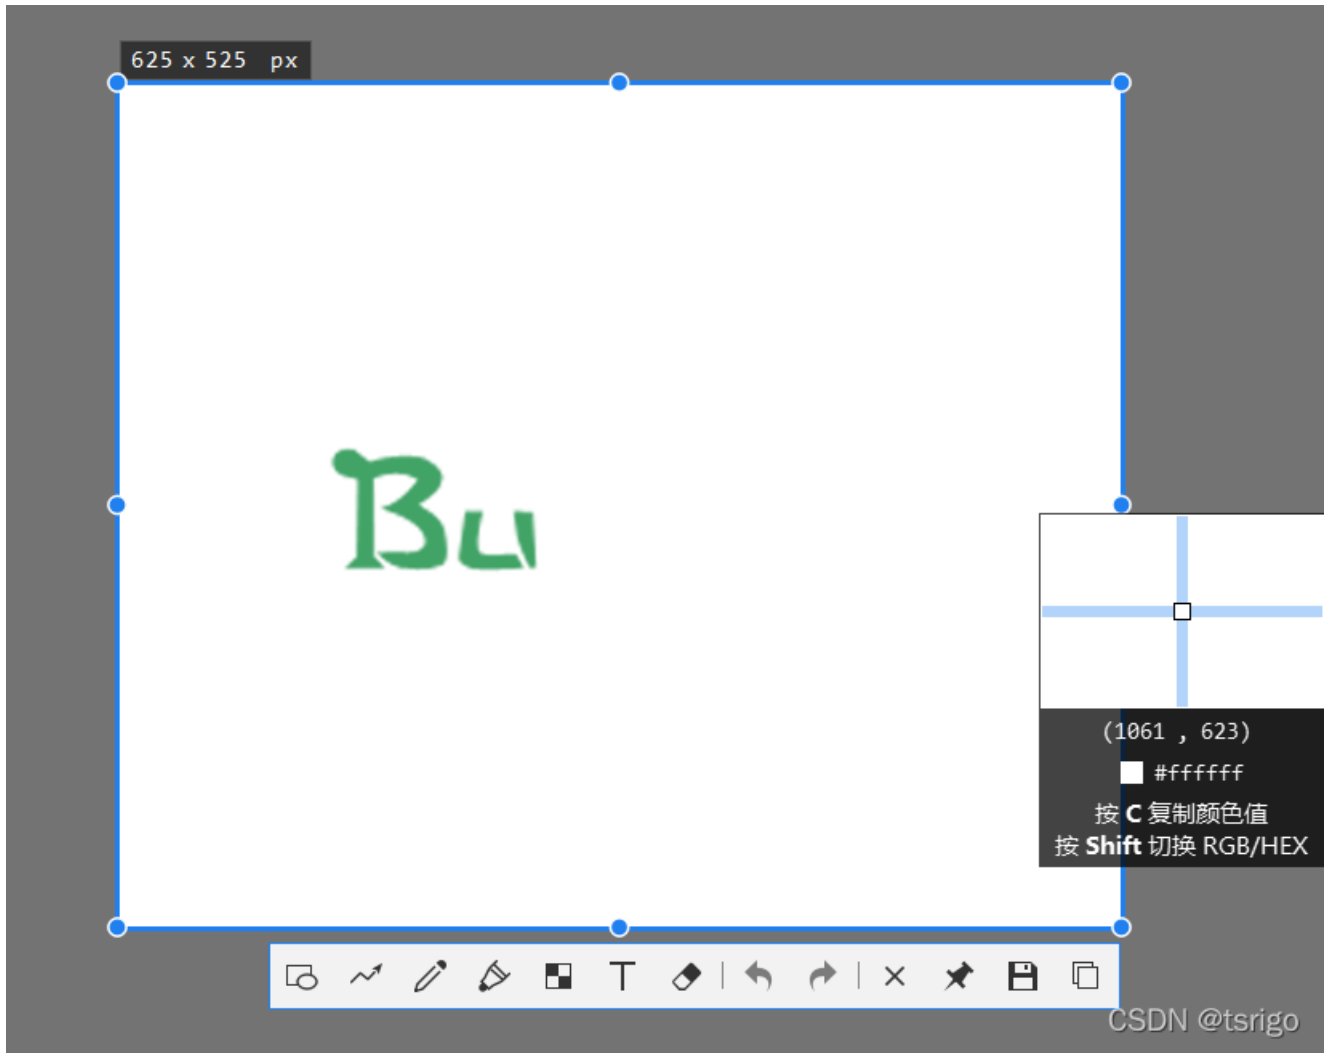 625 x 525 px
Bu
(1061 , 623)
#ffffff
按 C 复制颜色值
按 Shift 切换 RGB/HEX
CSDN @tsrigo